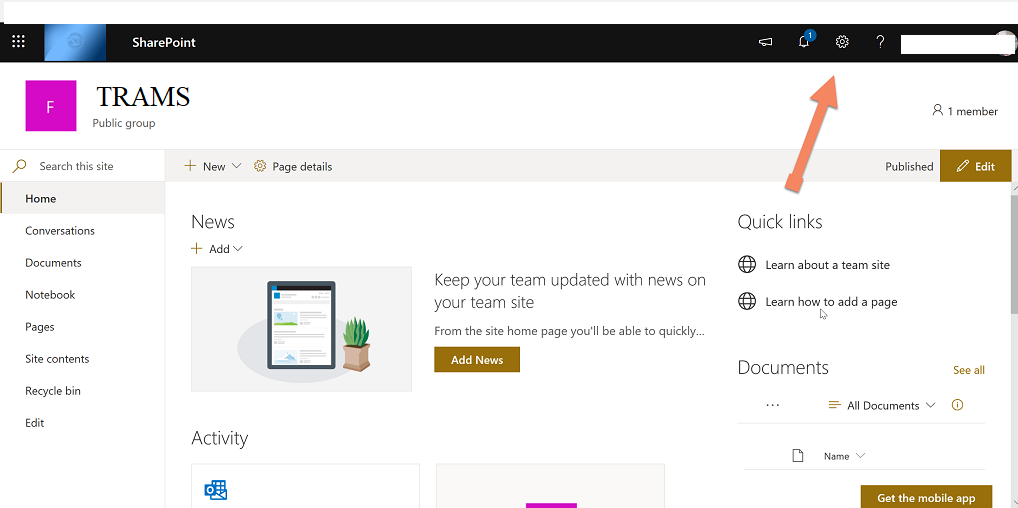 SharePoint
1
?
F
TRAMS
Public group
1 member
Search this site
New
Page details
Published
Edit
Home
Conversations
Documents
Notebook
Pages
Site contents
Recycle bin
Edit
News
Add
Keep your team updated with news on
your team site
From the site home page you'll be able to quickly...
Add News
Activity
Quick links
Learn about a team site
Learn how to add a page
Documents
See all
... All Documents
Name
Get the mobile app